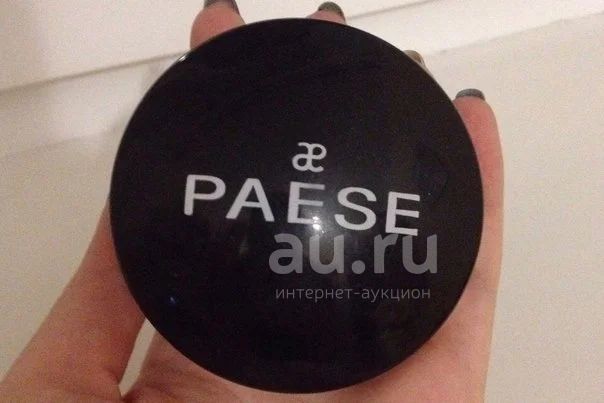 æ
PAESE
au.ru
интернет-аукцион